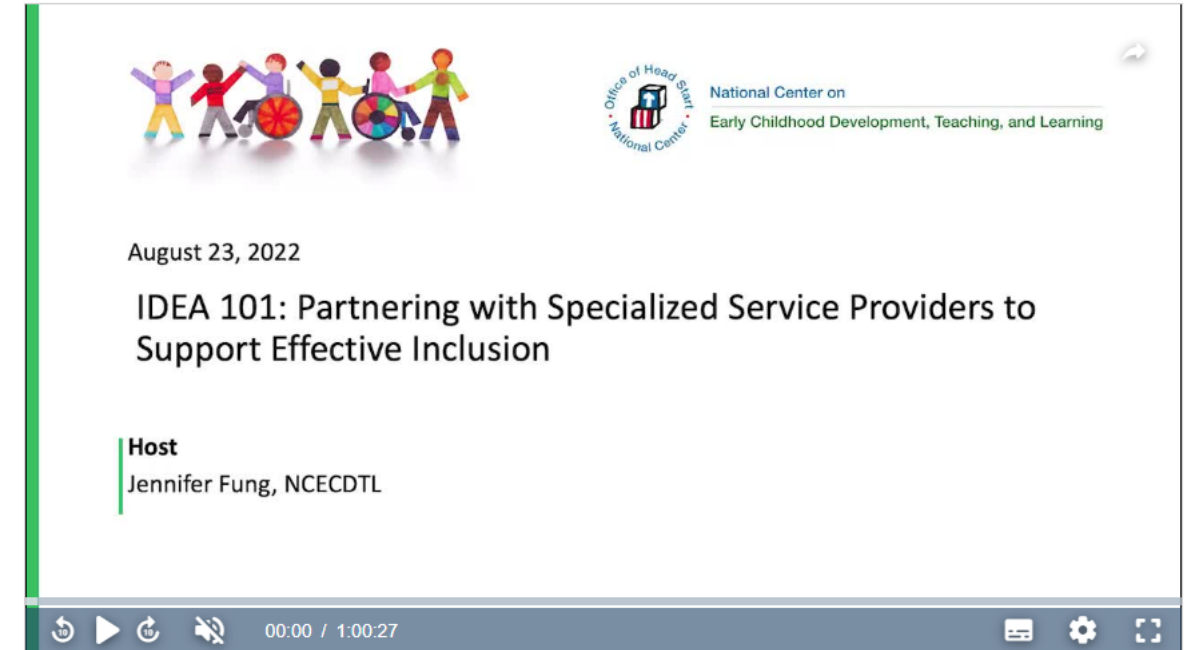 Office of Head Start
National Center
National Center on
Early Childhood Development, Teaching, and Learning
August 23, 2022
IDEA 101: Partnering with Specialized Service Providers to
Support Effective Inclusion
Host
Jennifer Fung, NCECDTL
10
10
00:00 / 1:00:27